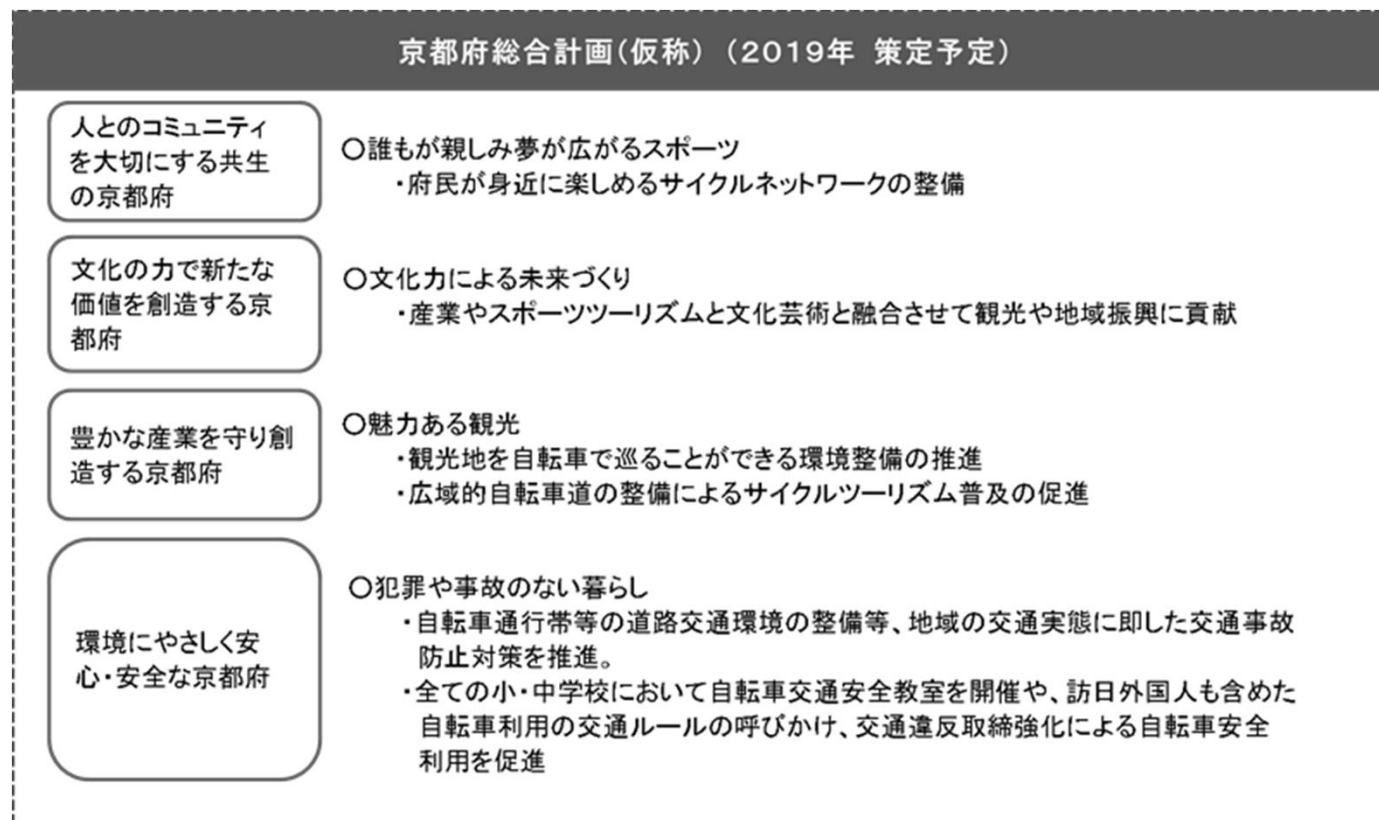 京都府総合計画(仮称) (2019年 策定予定)
人とのコミュニティ
を大切にする共生
の京都府
〇誰もが親しみ夢が広がるスポーツ
・府民が身近に楽しめるサイクルネットワークの整備
文化の力で新たな
価値を創造する京
都府
〇文化力による未来づくり
・産業やスポーツツーリズムと文化芸術と融合させて観光や地域振興に貢献
豊かな産業を守り創
造する京都府
〇魅力ある観光
・観光地を自転車で巡ることができる環境整備の推進
・広域的自転車道の整備によるサイクルツーリズム普及の促進
環境にやさしく安
心・安全な京都府
〇犯罪や事故のない暮らし
・自転車通行帯等の道路交通環境の整備等、地域の交通実態に即した交通事故
防止対策を推進。
・全ての小・中学校において自転車交通安全教室を開催や、訪日外国人も含めた
自転車利用の交通ルールの呼びかけ、交通違反取締強化による自転車安全
利用を促進